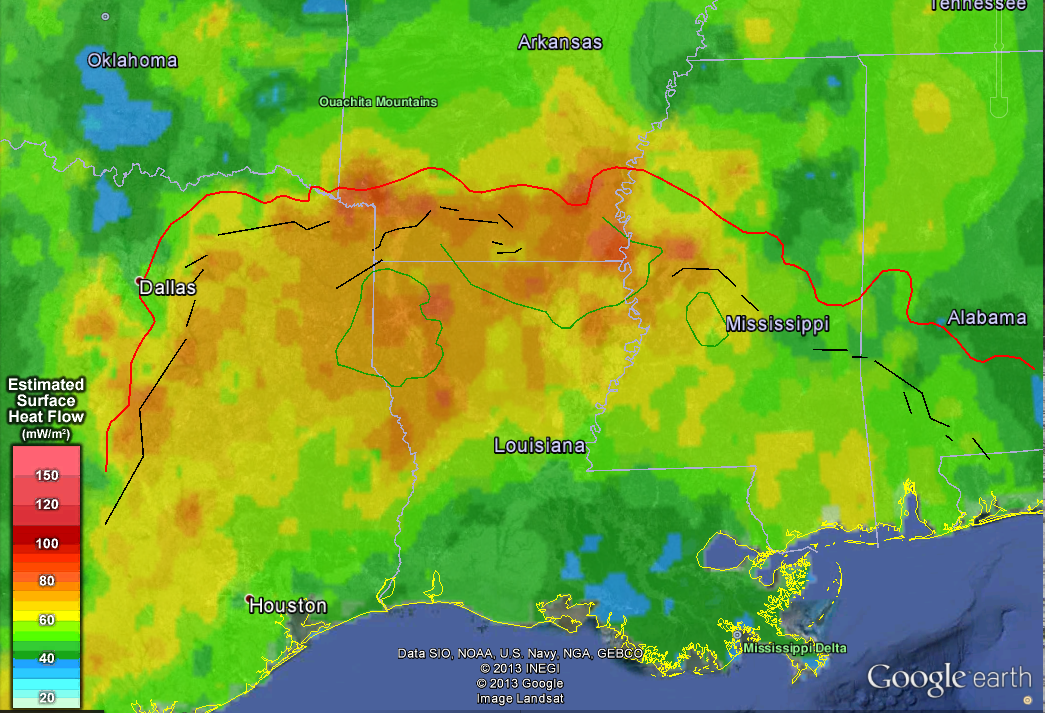 Tennessee
Arkansas
Oklahoma
Ouachita Mountains
Dallas
Alabama
Mississippi
Estimated
Surface
Heat Flow
(mW/m²)
Louisiana
150
120
100
80
60
40
20
Houston
Mississippi Delta
Data SIO, NOAA, U.S. Navy, NGA, GEBCO
© 2013 INEGI
© 2013 Google
Image Landsat
Google earth